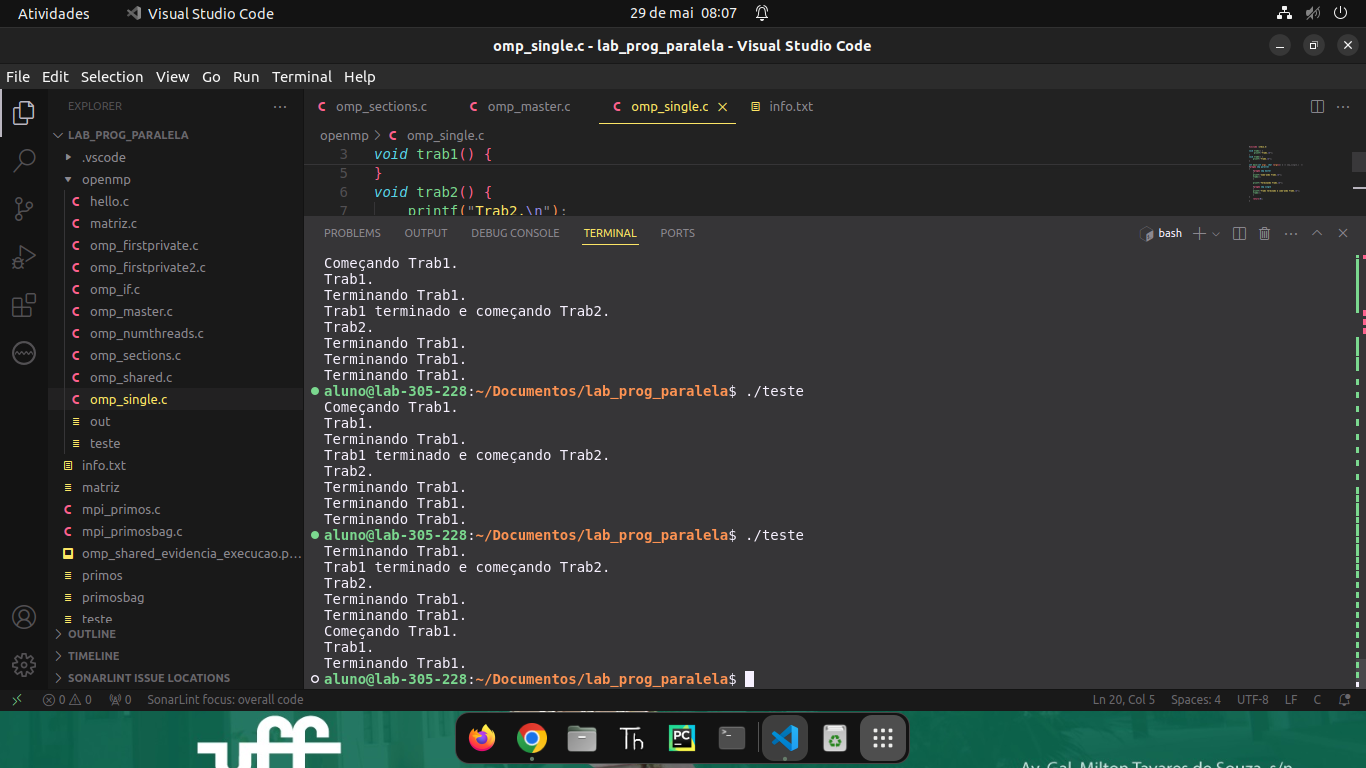 Atividades
Visual Studio Code
29 de mai 08:07
omp_single.c - lab_prog_paralela - Visual Studio Code
File Edit Selection View Go Run Terminal Help
EXPLORER
LAB_PROG_PARALELA
.vscode
openmp
hello.c
matriz.c
omp_firstprivate.c
omp_firstprivate2.c
omp_if.c
omp_master.c
omp_numthreads.c
omp_sections.c
omp_shared.c
omp_single.c
out
teste
info.txt
matriz
mpi_primos.c
mpi_primosbag.c
omp_shared_evidencia_execucao.p...
primos
primosbag
teste
OUTLINE
TIMELINE
SONARLINT ISSUE LOCATIONS
omp_sections.c omp_master.c omp_single.c info.txt
openmp > omp_single.c
3 void trab1() {
5 }
6 void trab2() {
7 printf("Trab2.\n");
PROBLEMS OUTPUT DEBUG CONSOLE TERMINAL PORTS
bash
Começando Trab1.
Trab1.
Terminando Trab1.
Trab1 terminado e começando Trab2.
Trab2.
Terminando Trab1.
Terminando Trab1.
Terminando Trab1.
aluno@lab-305-228:~/Documentos/lab_prog_paralela$ ./teste
Começando Trab1.
Trab1.
Terminando Trab1.
Trab1 terminado e começando Trab2.
Trab2.
Terminando Trab1.
Terminando Trab1.
Terminando Trab1.
aluno@lab-305-228:~/Documentos/lab_prog_paralela$ ./teste
Terminando Trab1.
Trab1 terminado e começando Trab2.
Trab2.
Terminando Trab1.
Terminando Trab1.
Começando Trab1.
Trab1.
Terminando Trab1.
aluno@lab-305-228:~/Documentos/lab_prog_paralela$
0 0 0 SonarLint focus: overall code
Ln 20, Col 5 Spaces: 4 UTF-8 LF C
uff
Th
PC
Av. Gal. Milton Tavares de Souza, s/n